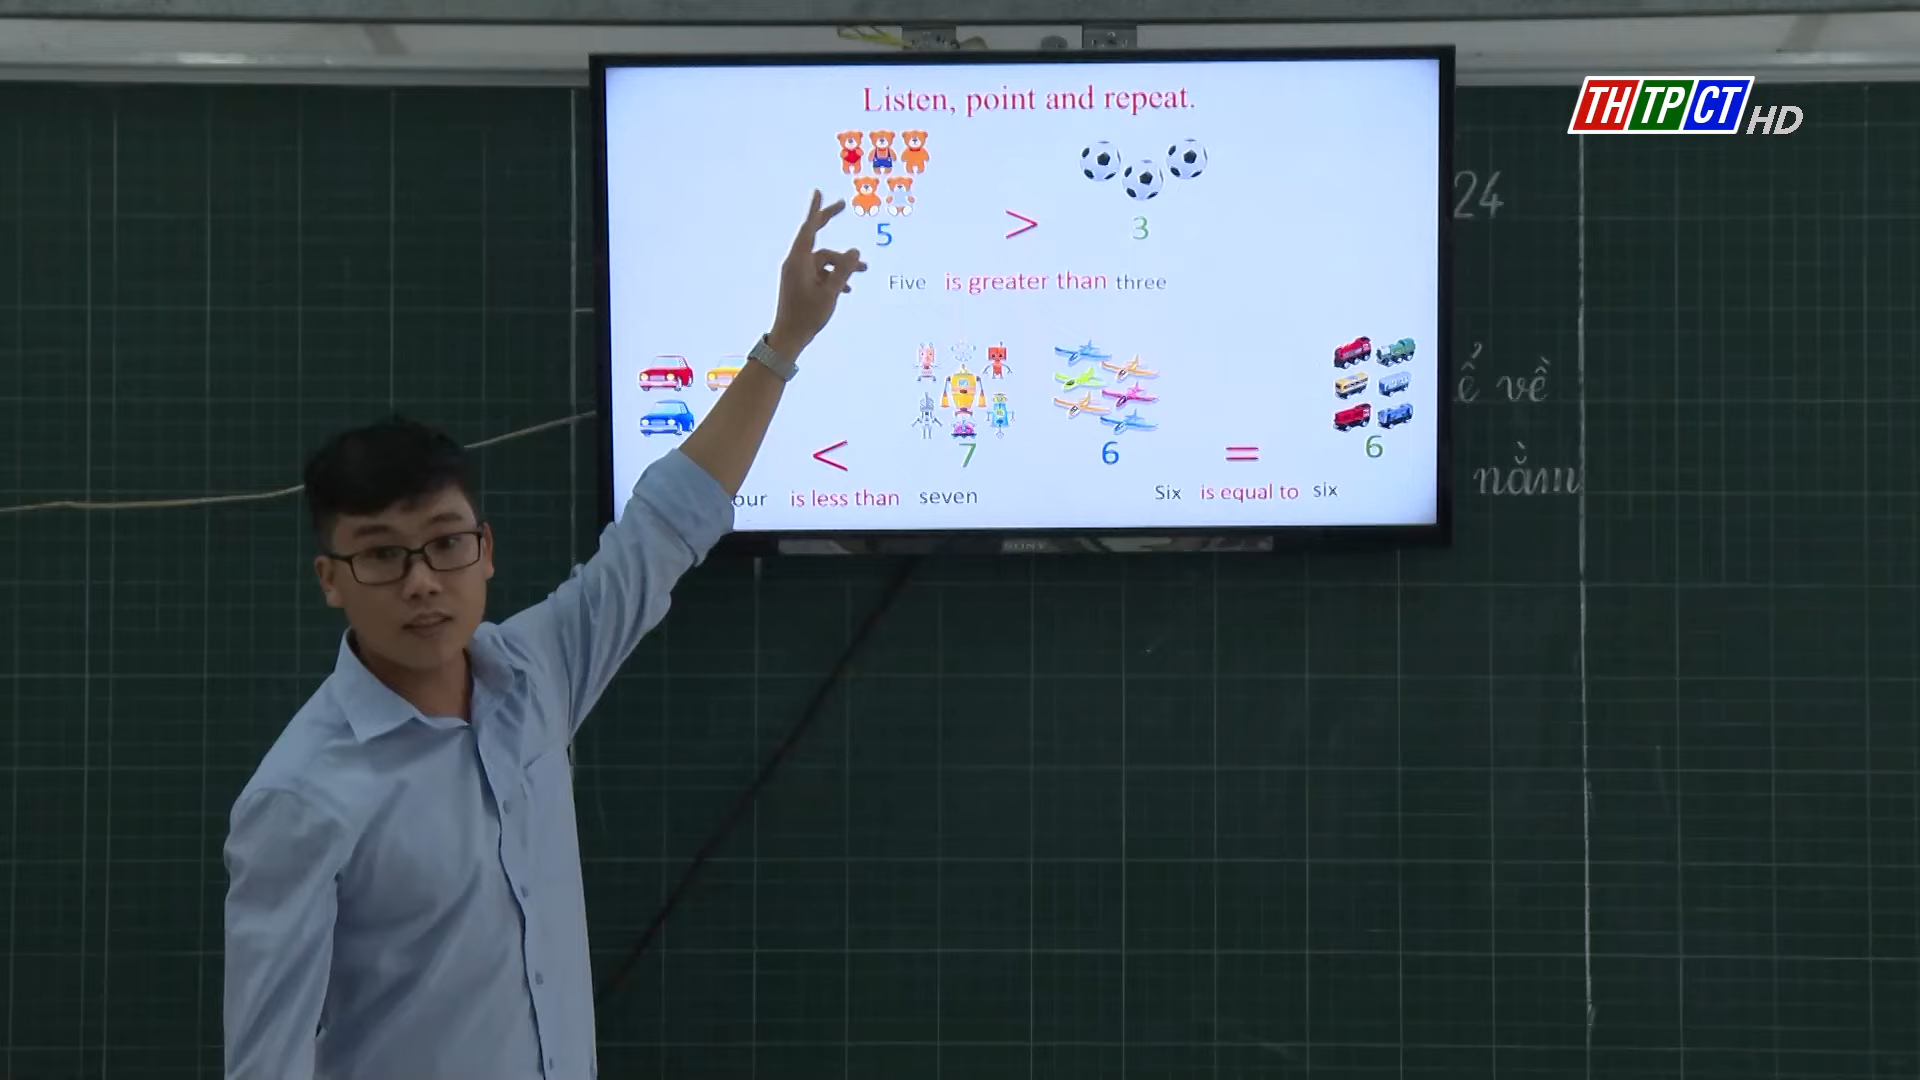 THTPCT HD
Listen, point and repeat.
5 > 3
Five is greater than three
< 7
6 = 6
our is less than seven
Six is equal to six
SONY
24
ể về
nằm